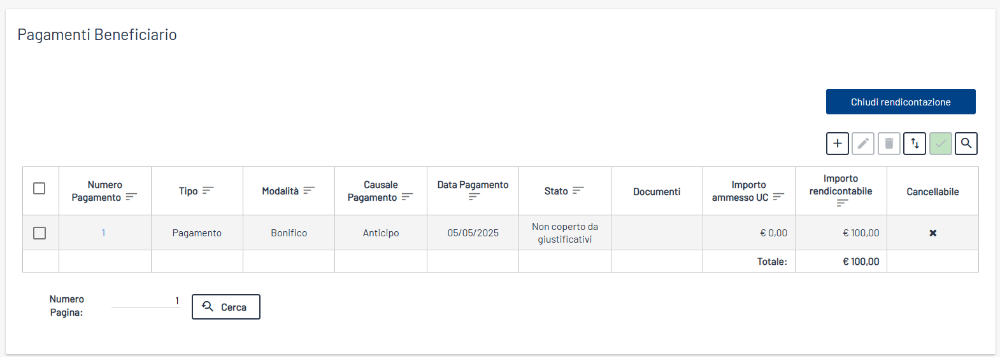 Pagamenti Beneficiario
Chiudi rendicontazione
Numero
Pagamento
Tipo
Modalità
Causale
Pagamento
Data Pagamento
Stato
Documenti
Importo
ammesso UC
Importo
rendicontabile
Cancellabile
1
Pagamento
Bonifico
Anticipo
05/05/2025
Non coperto da
giustificativi
€ 0,00
€ 100,00
Totale:
€ 100,00
Numero
Pagina:
1
Cerca